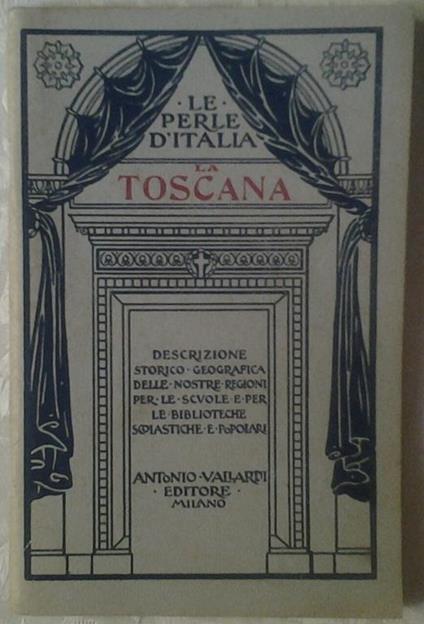 ·LE·
PERLE
D'ITALIA·
LA
TOSCANA
DESCRIZIONE
STORICO·GEOGRAFICA
DELLE·NOSTRE·REGIONI
PER·LE·SCVOLE·E·PER
LE·BIBLIOTECHE
SCOLASTICHE·E·POPOLARI
ANTONIO·VALLARDI
·EDITORE·
MILANO